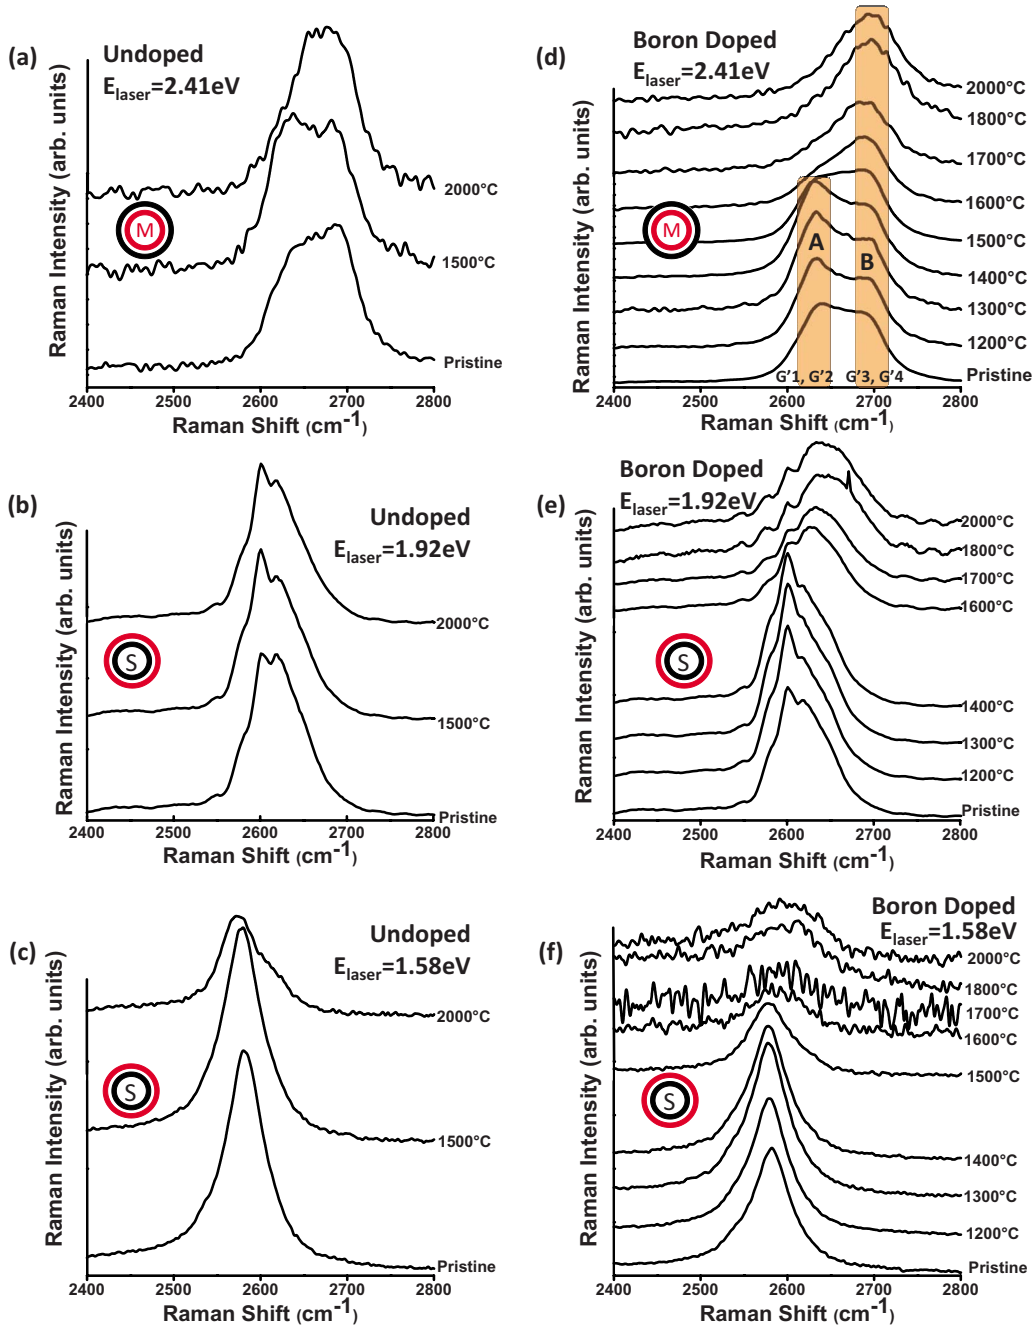 (a)
Undoped
E_laser=2.41eV
Raman Intensity (arb. units)
M
2000°C
1500°C
Pristine
2400 2500 2600 2700 2800
Raman Shift (cm⁻¹)
(d)
Boron Doped
E_laser=2.41eV
Raman Intensity (arb. units)
M
A
B
G'1, G'2 G'3, G'4
2000°C
1800°C
1700°C
1600°C
1500°C
1400°C
1300°C
1200°C
Pristine
2400 2500 2600 2700 2800
Raman Shift (cm⁻¹)
(b)
Undoped
E_laser=1.92eV
Raman Intensity (arb. units)
S
2000°C
1500°C
Pristine
2400 2500 2600 2700 2800
Raman Shift (cm⁻¹)
(e)
Boron Doped
E_laser=1.92eV
Raman Intensity (arb. units)
S
2000°C
1800°C
1700°C
1600°C
1400°C
1300°C
1200°C
Pristine
2400 2500 2600 2700 2800
Raman Shift (cm⁻¹)
(c)
Undoped
E_laser=1.58eV
Raman Intensity (arb. units)
S
2000°C
1500°C
Pristine
2400 2500 2600 2700 2800
Raman Shift (cm⁻¹)
(f)
Boron Doped
E_laser=1.58eV
Raman Intensity (arb. units)
S
2000°C
1800°C
1700°C
1600°C
1500°C
1400°C
1300°C
1200°C
Pristine
2400 2500 2600 2700 2800
Raman Shift (cm⁻¹)